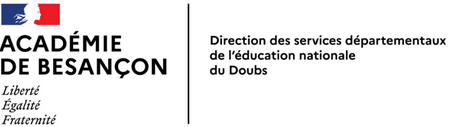 ACADÉMIE
DE BESANÇON
Liberté
Égalité
Fraternité
Direction des services départementaux
de l’éducation nationale
du Doubs